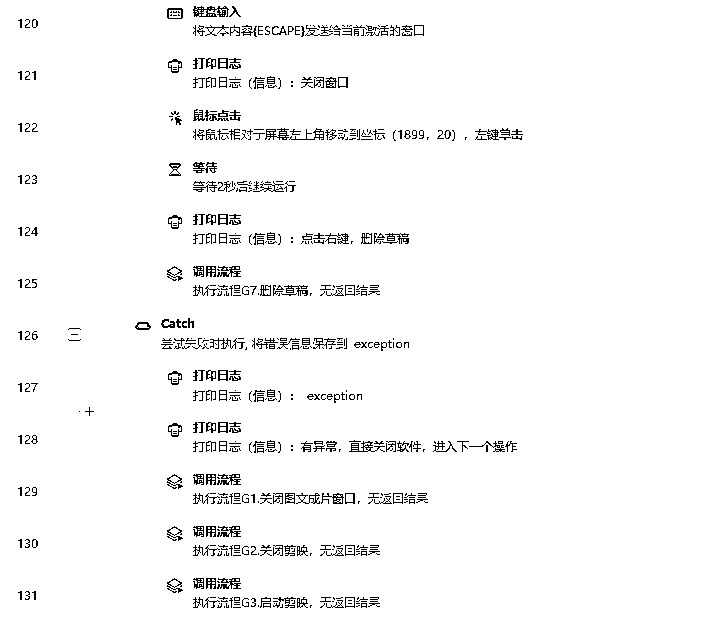 120
键盘输入
将文本内容{ESCAPE}发送给当前激活的窗口
121
打印日志
打印日志（信息）：关闭窗口
122
鼠标点击
将鼠标相对于屏幕左上角移动到坐标（1899，20），左键单击
123
等待
等待2秒后继续运行
124
打印日志
打印日志（信息）：点击右键，删除草稿
125
调用流程
执行流程G7.删除草稿，无返回结果
126
Catch
尝试失败时执行, 将错误信息保存到 exception
127
打印日志
打印日志（信息）： exception
128
打印日志
打印日志（信息）：有异常，直接关闭软件，进入下一个操作
129
调用流程
执行流程G1.关闭图文成片窗口，无返回结果
130
调用流程
执行流程G2.关闭剪映，无返回结果
131
调用流程
执行流程G3.启动剪映，无返回结果